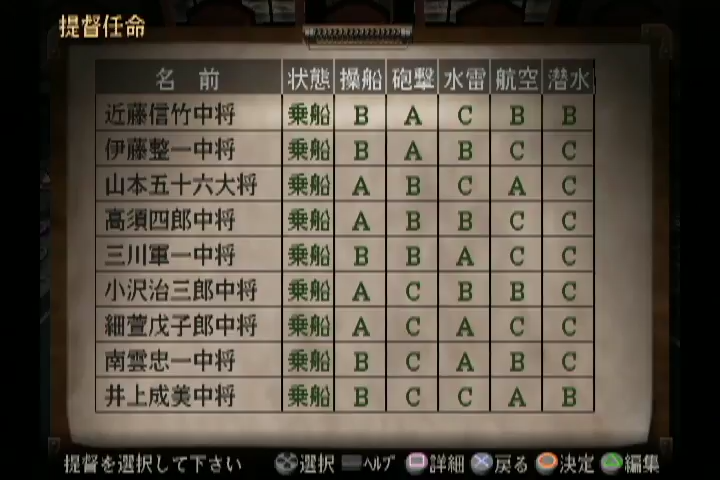 提督任命
名前 状態 操船 砲撃 水雷 航空 潜水
近藤信竹中将 乗船 B A C B B
伊藤整一中将 乗船 B A B C C
山本五十六大将 乗船 A B C A C
高須四郎中将 乗船 A B B C C
三川軍一中将 乗船 B B A C C
小沢治三郎中将 乗船 A C B B C
細萱戊子郎中将 乗船 A C A C C
南雲忠一中将 乗船 B C A B C
井上成美中将 乗船 B C C A B
提督を選択して下さい 選択 ヘルプ 詳細 戻る 決定 編集